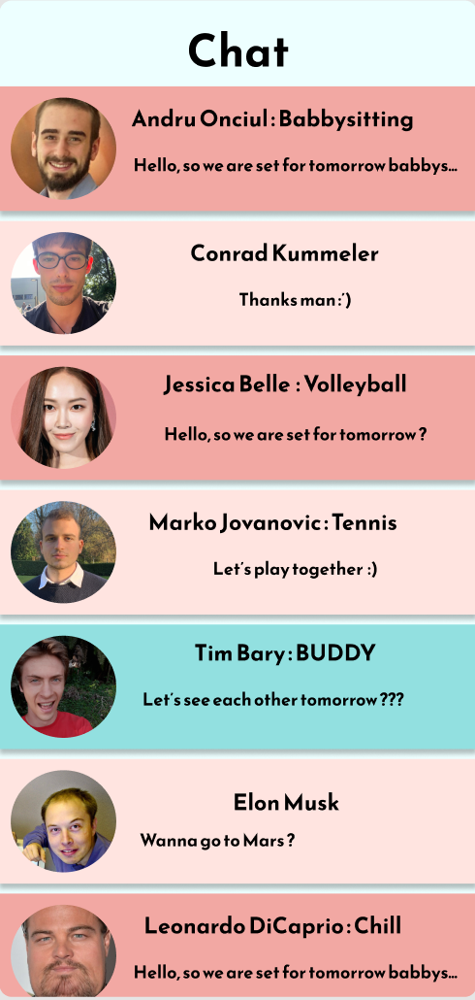 Chat
Andru Onciul : Babbysitting
Hello, so we are set for tomorrow babbys...
Conrad Kummeler
Thanks man :')
Jessica Belle : Volleyball
Hello, so we are set for tomorrow ?
Marko Jovanovic : Tennis
Let's play together :)
Tim Bary : BUDDY
Let's see each other tomorrow ???
Elon Musk
Wanna go to Mars ?
Leonardo DiCaprio : Chill
Hello, so we are set for tomorrow babbys...